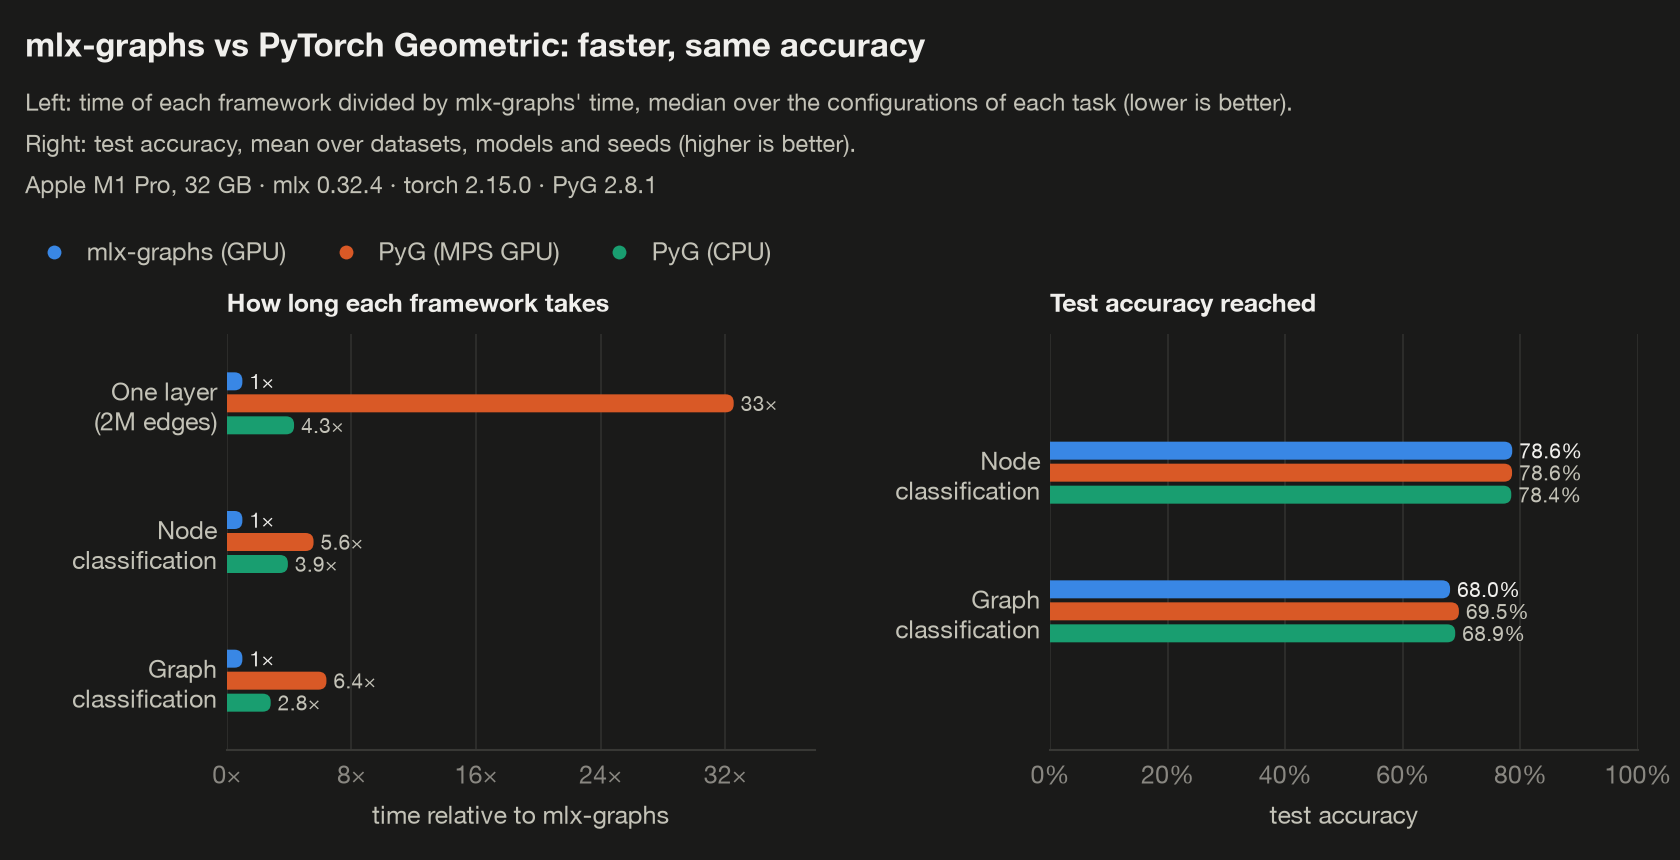 mlx-graphs vs PyTorch Geometric: faster, same accuracy
Left: time of each framework divided by mlx-graphs' time, median over the configurations of each task (lower is better).
Right: test accuracy, mean over datasets, models and seeds (higher is better).
Apple M1 Pro, 32 GB · mlx 0.32.4 · torch 2.15.0 · PyG 2.8.1
mlx-graphs (GPU)
PyG (MPS GPU)
PyG (CPU)
How long each framework takes
One layer
(2M edges)
1×
33×
4.3×
Node
classification
1×
5.6×
3.9×
Graph
classification
1×
6.4×
2.8×
0×
8×
16×
24×
32×
time relative to mlx-graphs
Test accuracy reached
Node
classification
78.6%
78.6%
78.4%
Graph
classification
68.0%
69.5%
68.9%
0%
20%
40%
60%
80%
100%
test accuracy